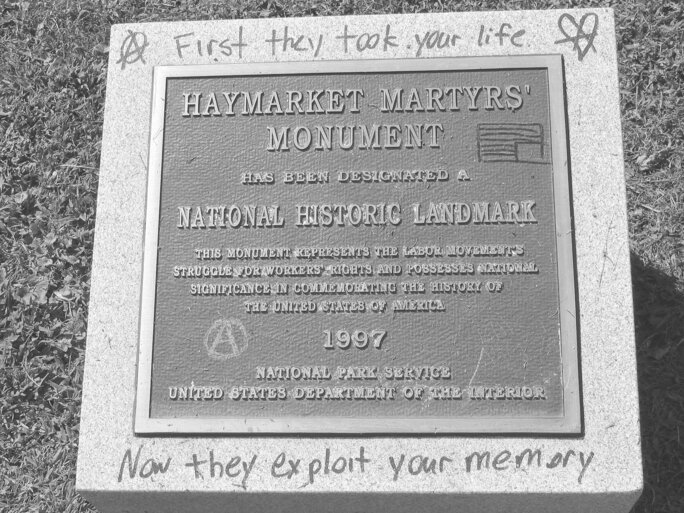 First they took your life
HAYMARKET MARTYRS'
MONUMENT
HAS BEEN DESIGNATED A
NATIONAL HISTORIC LANDMARK
THIS MONUMENT REPRESENTS THE LABOR MOVEMENT'S
STRUGGLE FOR WORKERS' RIGHTS AND POSSESSES NATIONAL
SIGNIFICANCE IN COMMEMORATING THE HISTORY OF
THE UNITED STATES OF AMERICA
1997
NATIONAL PARK SERVICE
UNITED STATES DEPARTMENT OF THE INTERIOR
Now they exploit your memory